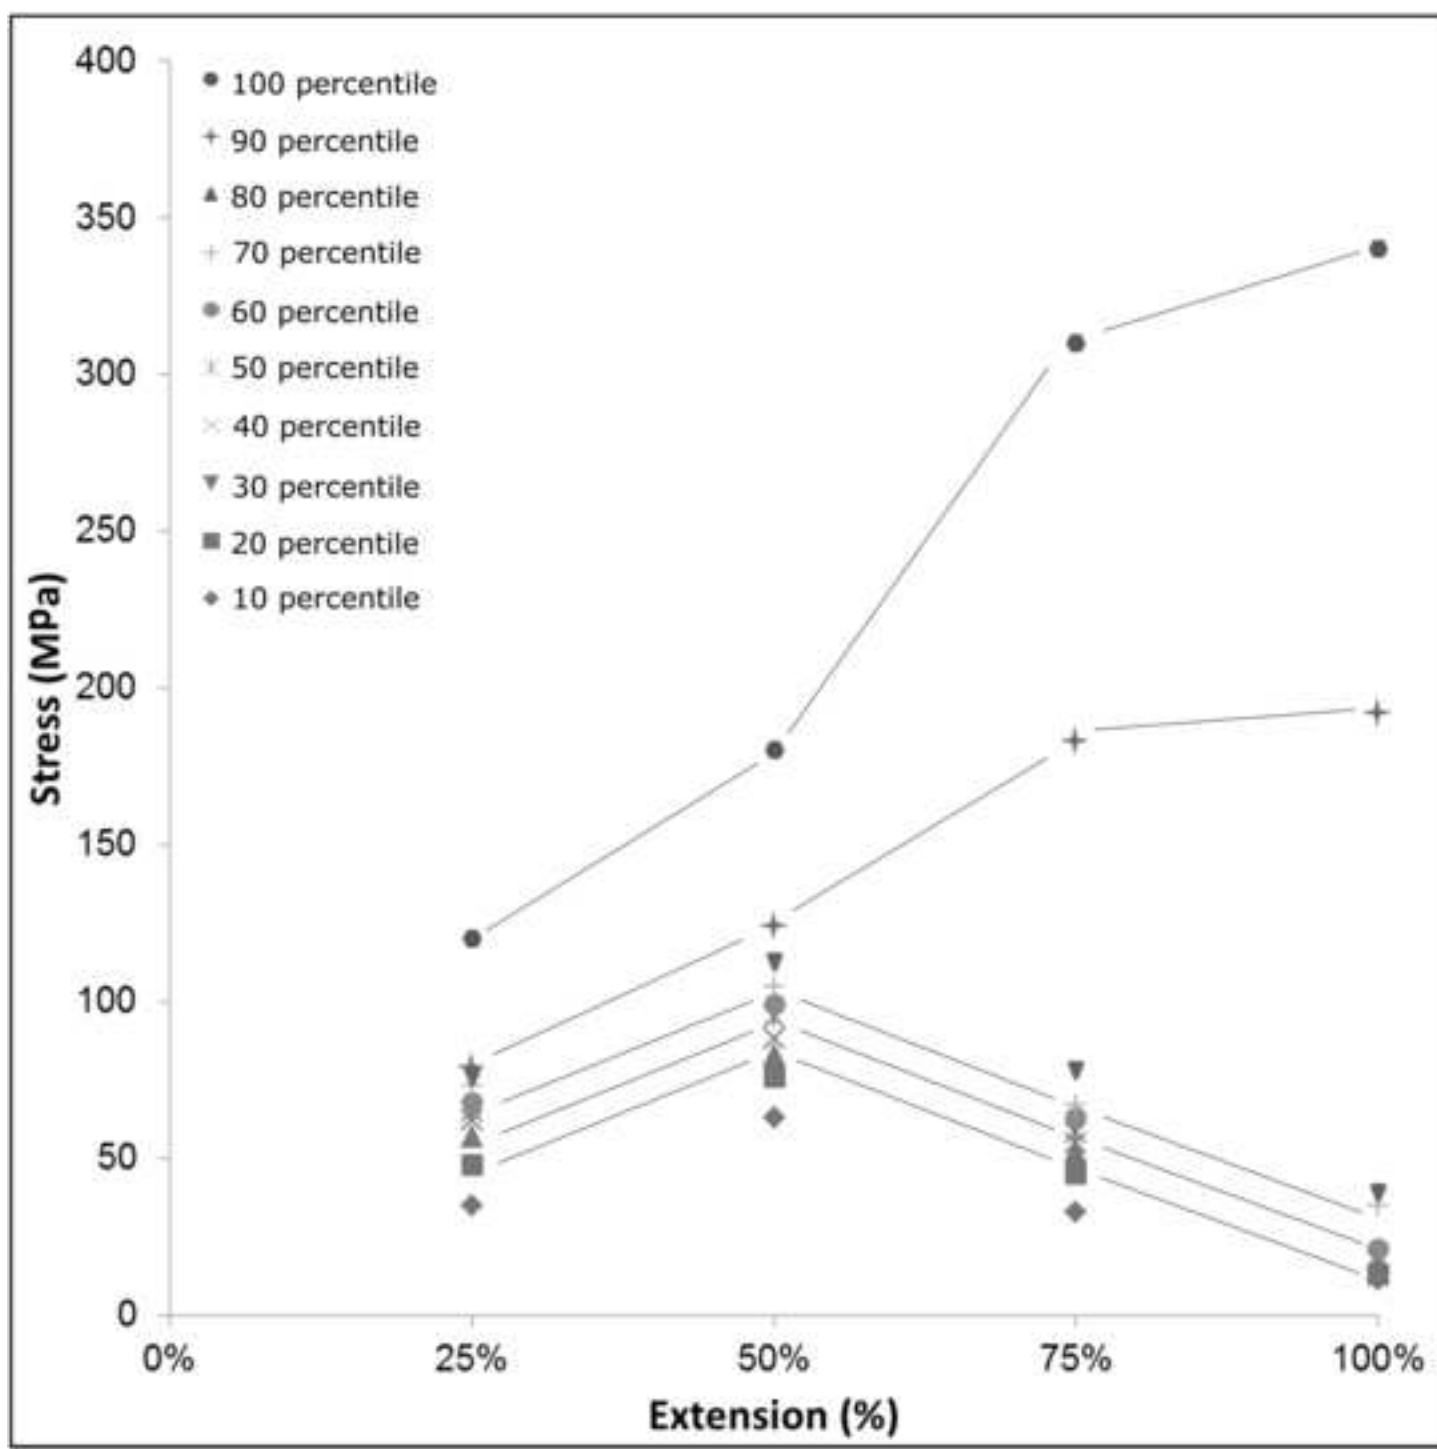 400
350
300
250
200
150
100
50
0
Stress (MPa)
100 percentile
90 percentile
80 percentile
70 percentile
60 percentile
50 percentile
40 percentile
30 percentile
20 percentile
10 percentile
0% 25% 50% 75% 100%
Extension (%)